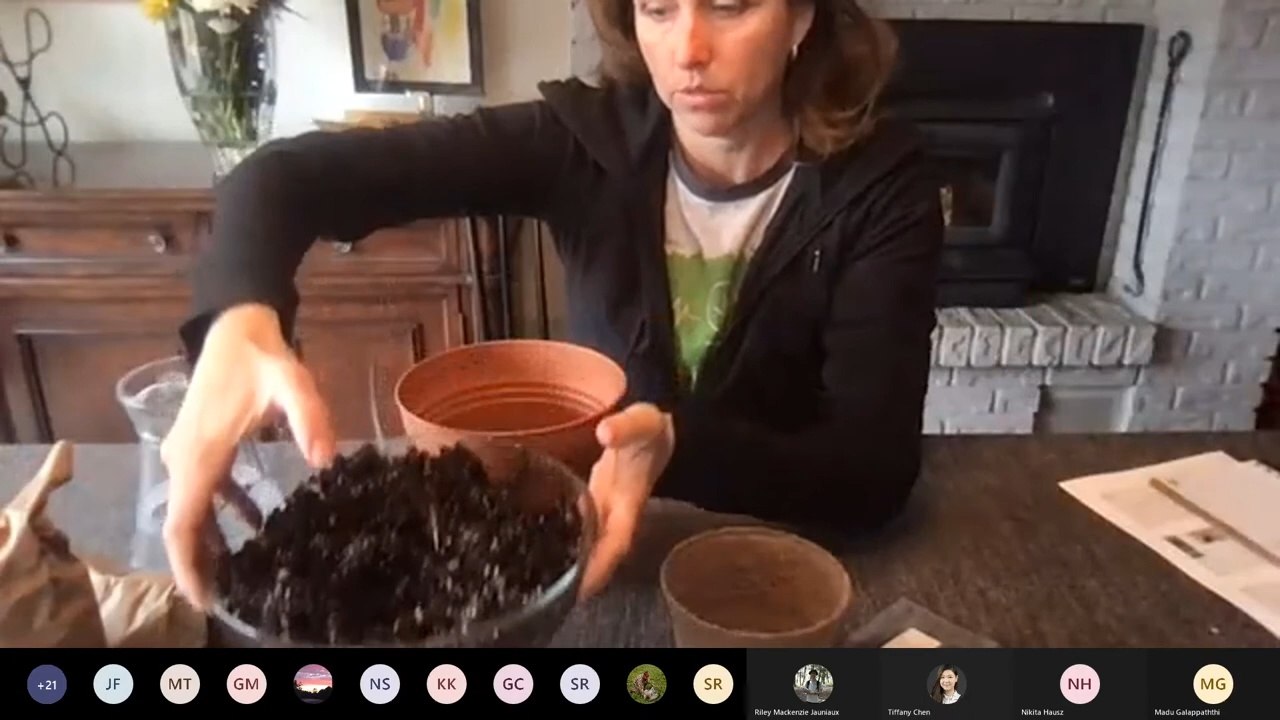 +21
JF
MT
GM
NS
KK
GC
SR
SR
NH
MG
Riley Mackenzie Jauniaux
Tiffany Chen
Nikita Hausz
Madu Galappaththi